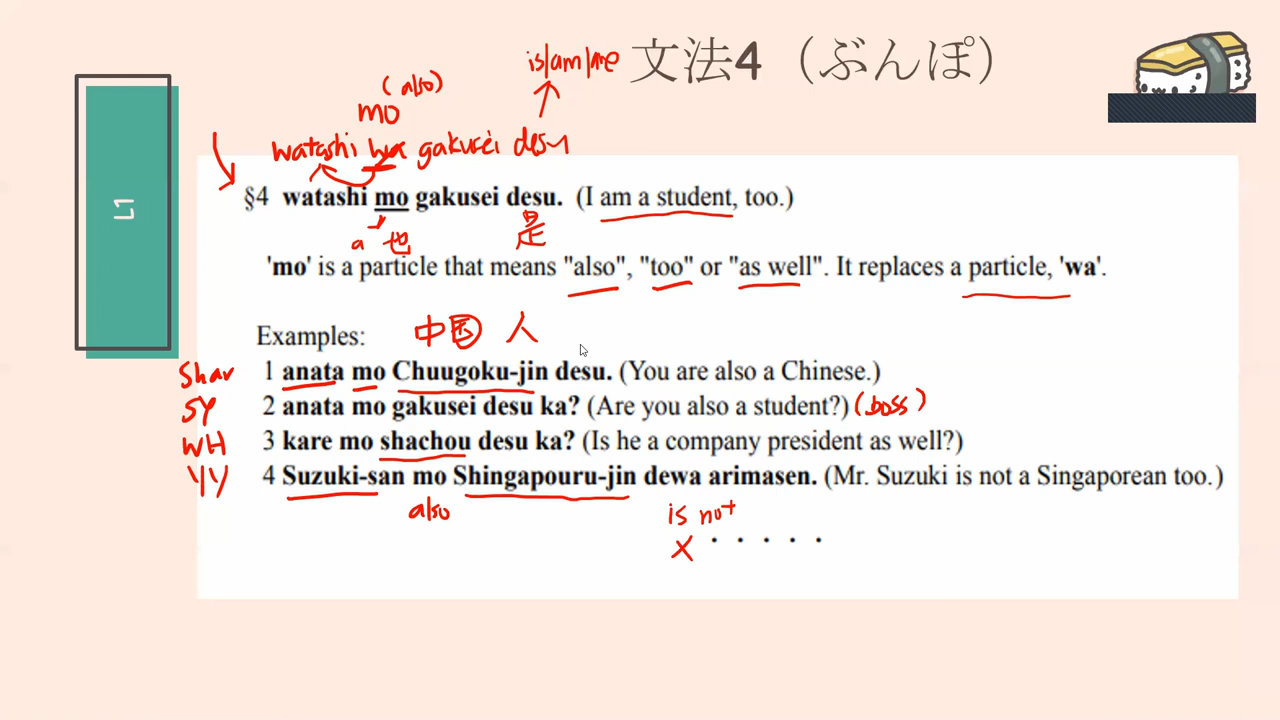 is/am/are 文法4（ぶんぽ）
(also)
mo
watashi wa gakusei desu
L1
§4 watashi mo gakusei desu. (I am a student, too.)
a 也 是
'mo' is a particle that means "also", "too" or "as well". It replaces a particle, 'wa'.
Examples: 中国人
Shar 1 anata mo Chuugoku-jin desu. (You are also a Chinese.)
SY 2 anata mo gakusei desu ka? (Are you also a student?) (boss)
WH 3 kare mo shachou desu ka? (Is he a company president as well?)
YY 4 Suzuki-san mo Shingapouru-jin dewa arimasen. (Mr. Suzuki is not a Singaporean too.)
also is not
X . . . . .